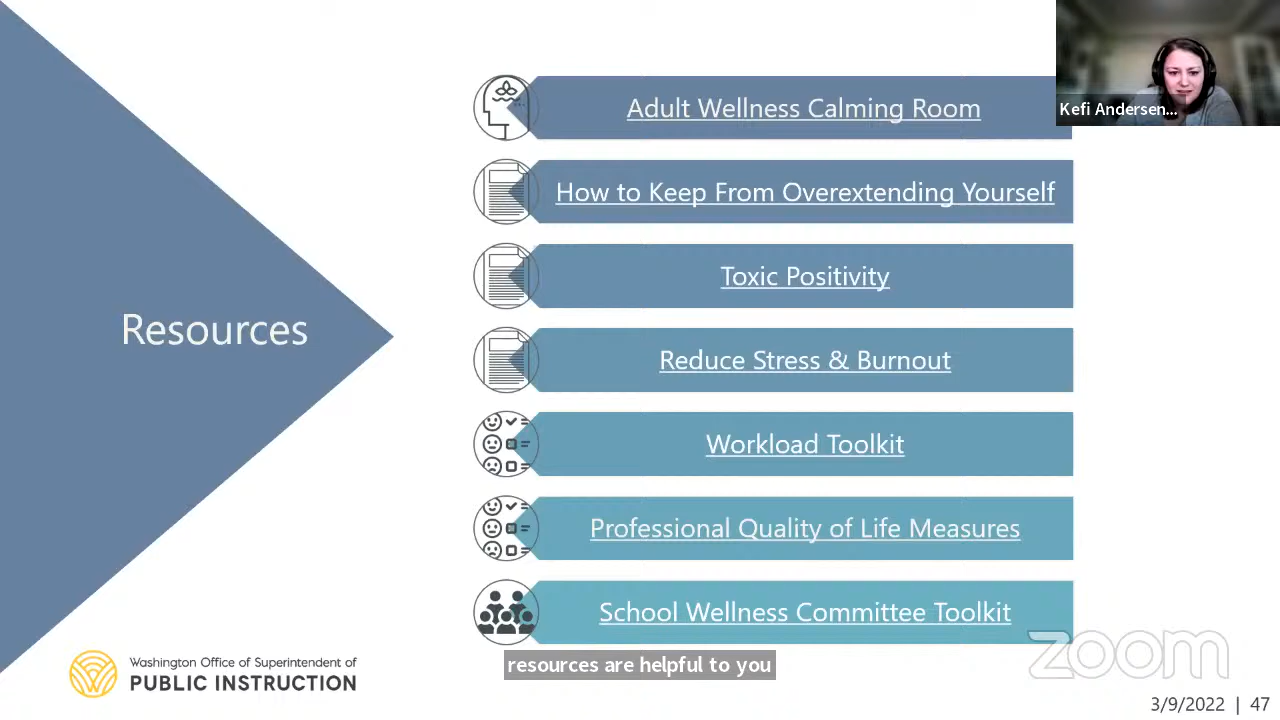 Adult Wellness Calming Room
Kefi Andersen...
How to Keep From Overextending Yourself
Toxic Positivity
Resources
Reduce Stress & Burnout
Workload Toolkit
Professional Quality of Life Measures
School Wellness Committee Toolkit
Washington Office of Superintendent of
PUBLIC INSTRUCTION
resources are helpful to you
zoom
3/9/2022 | 47